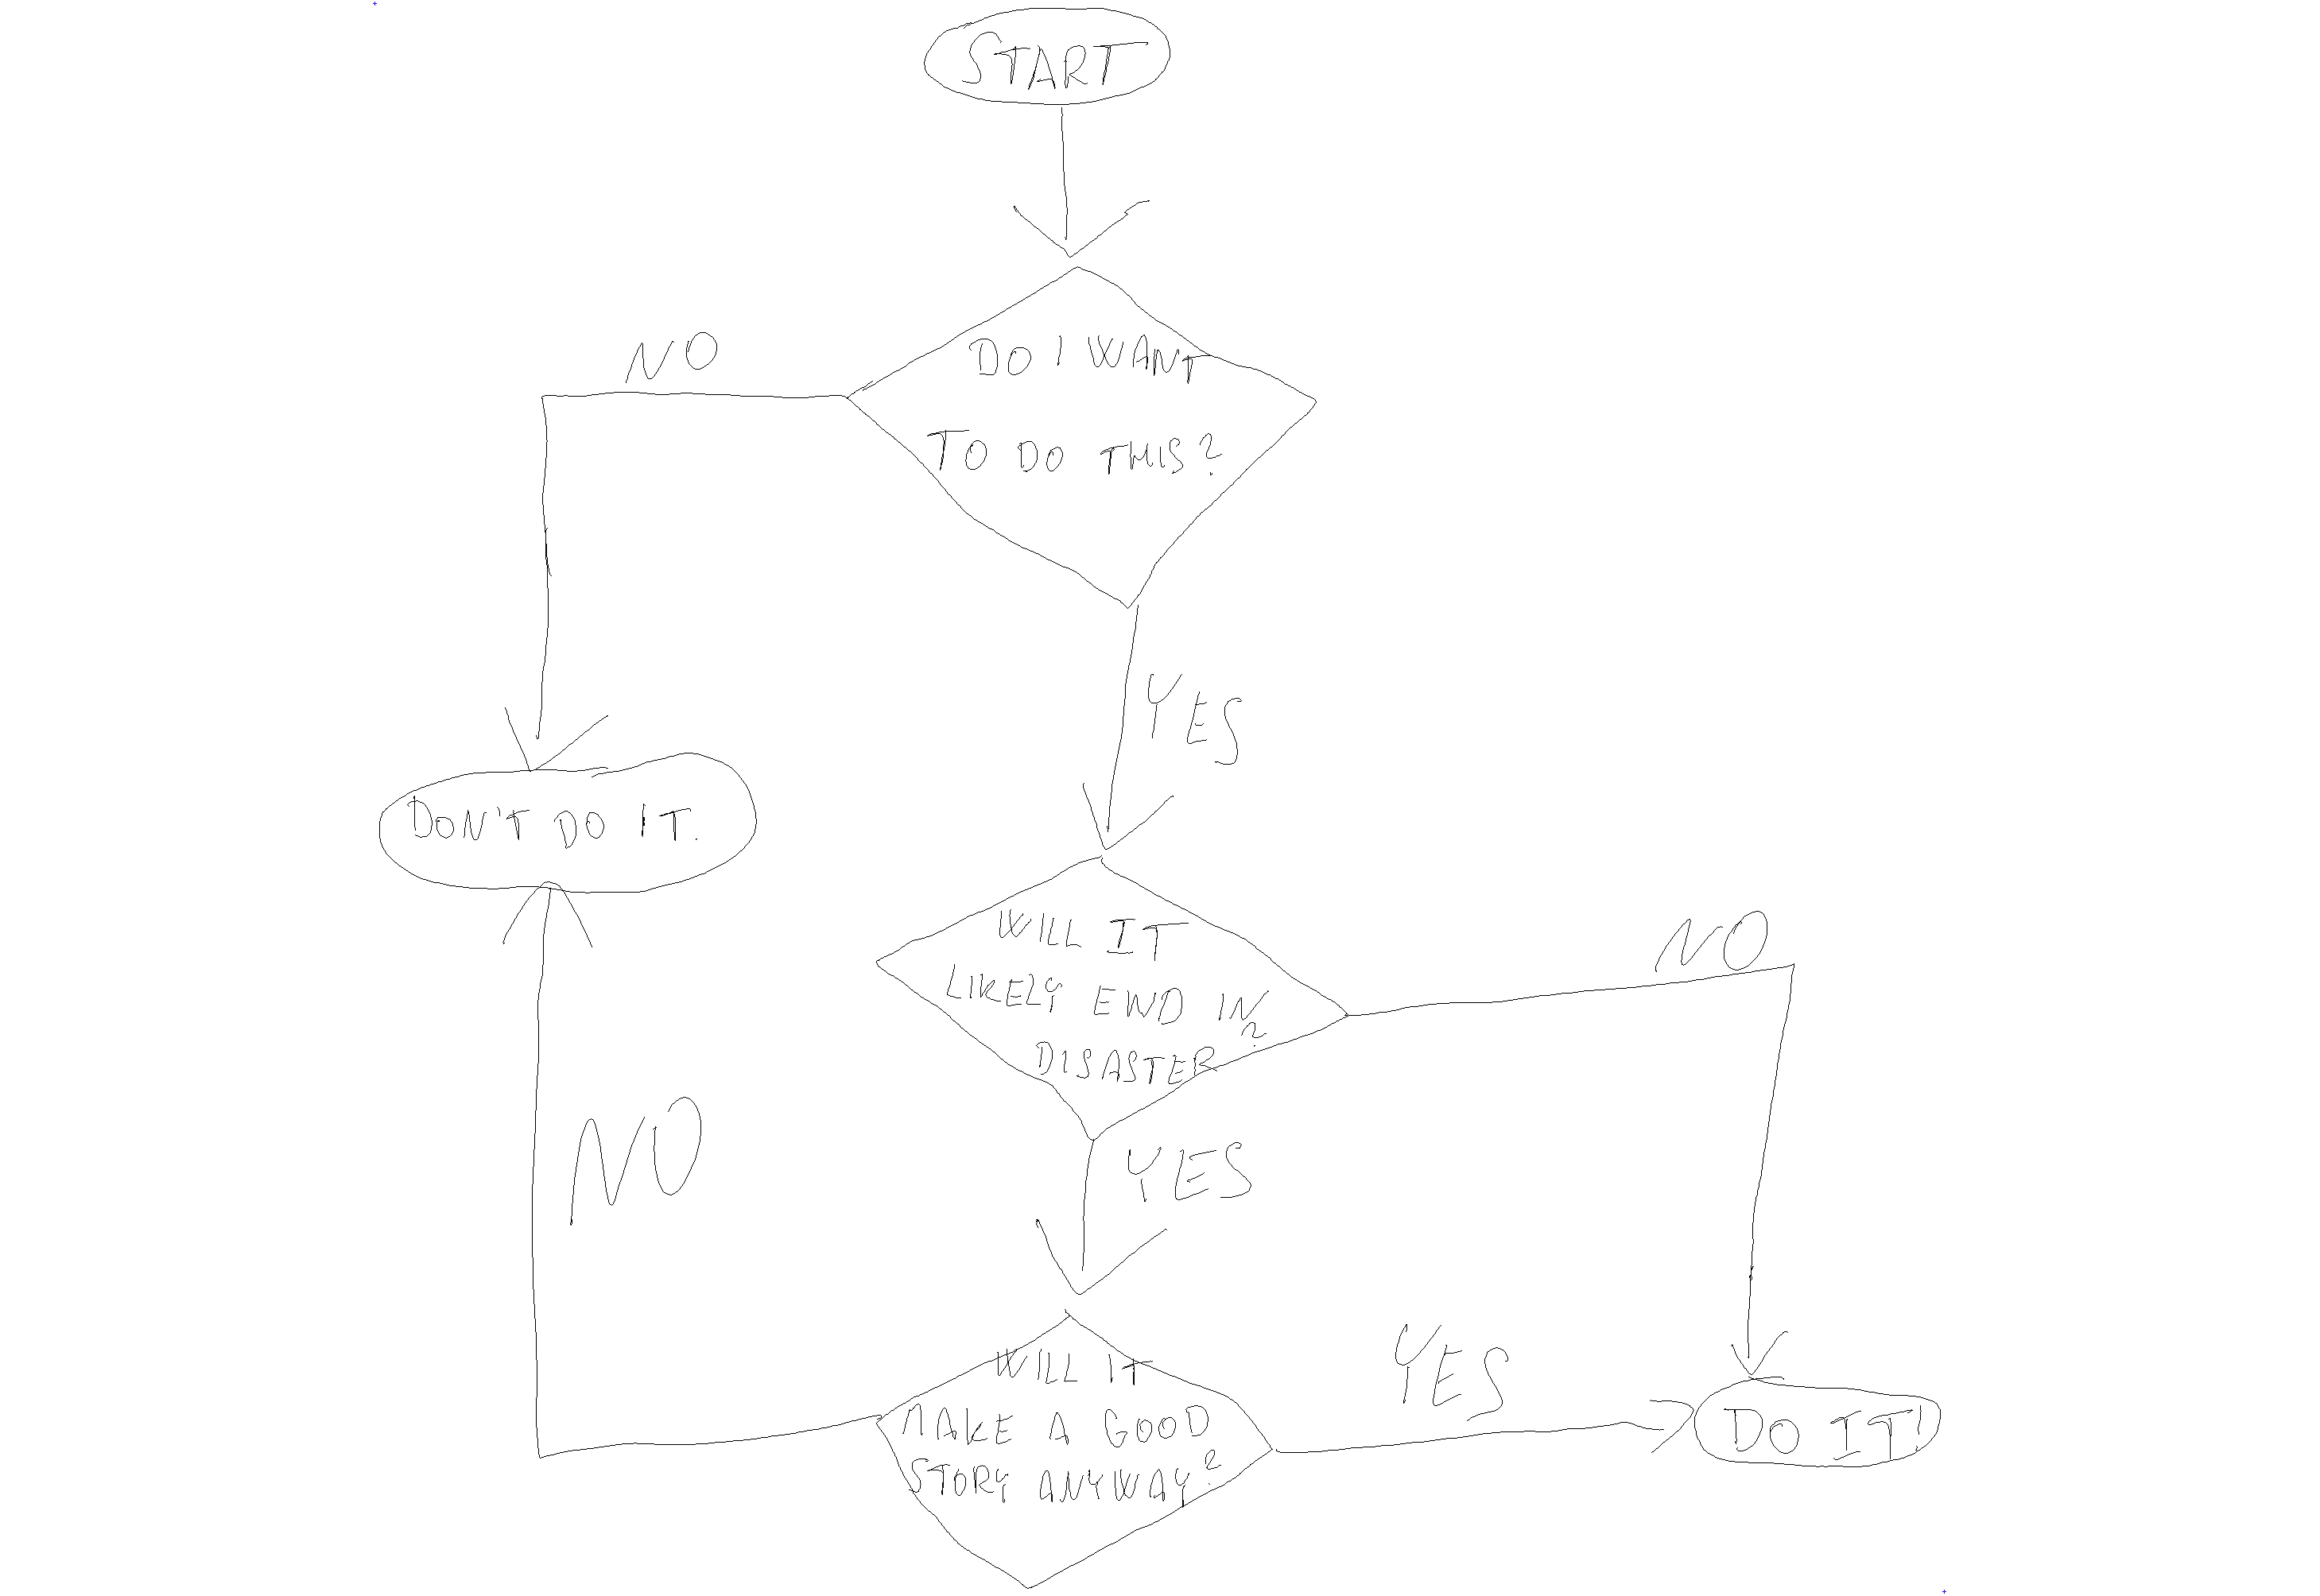 START
NO
DO I WANT
TO DO THIS?
YES
DON'T DO IT.
WILL IT
LIKELY END IN
DISASTER?
NO
YES
NO
WILL IT
MAKE A GOOD
STORY ANYWAY?
YES
DO IT!